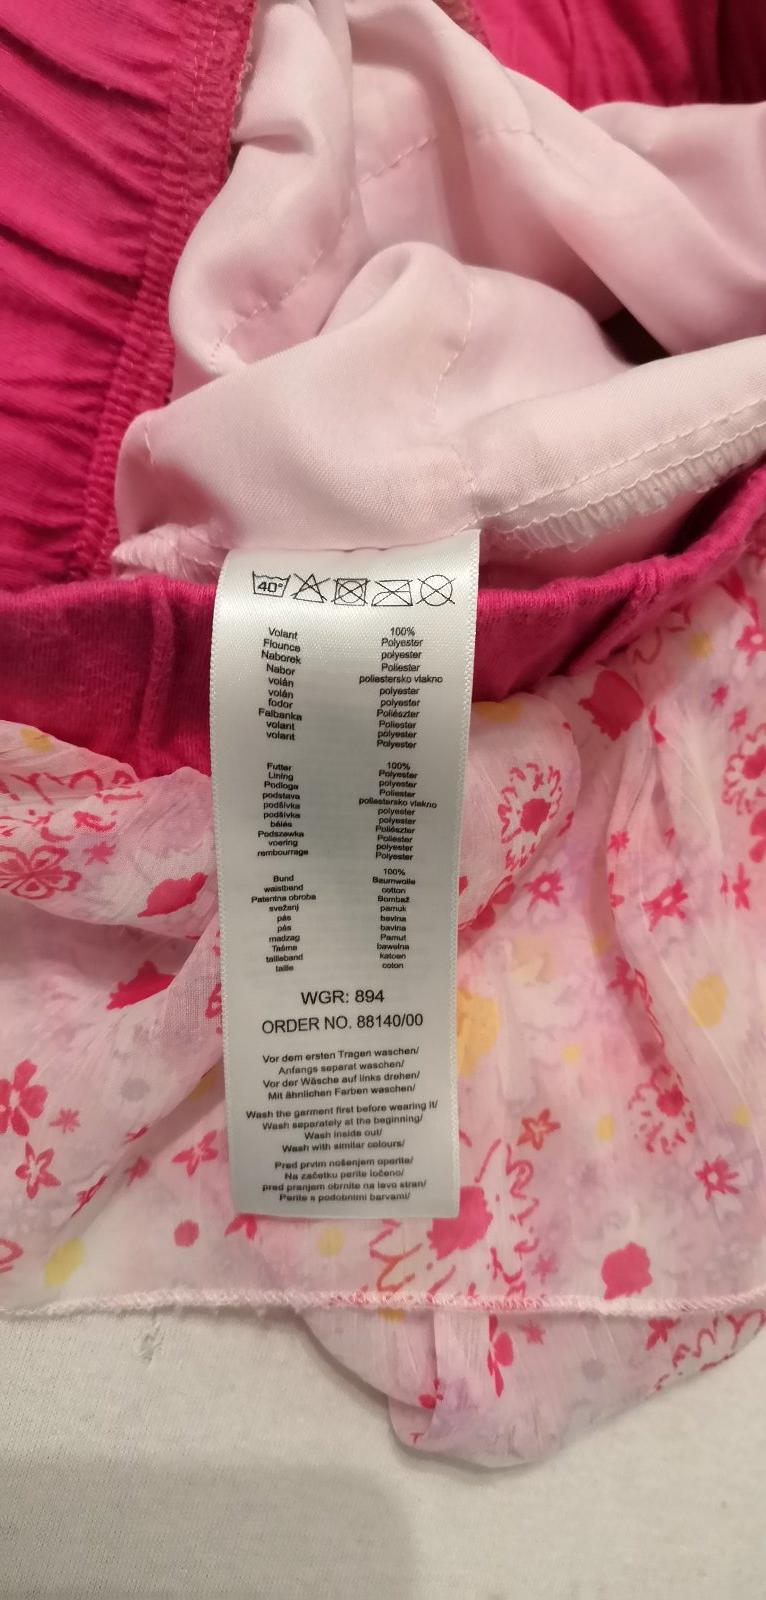 40°
Volant 100%
Flounce Polyester
Naborek polyester
Nabor Poliester
volán poliestersko vlakno
volán polyester
fodor polyester
Falbanka Poliészter
volant Poliester
volant polyester
Polyester
Futter 100%
Lining Polyester
Podloga polyester
podstava Poliester
podšívka poliestersko vlakno
podšívka polyester
bélés polyester
Podszewka Poliészter
voering Poliester
rembourrage polyester
Polyester
Bund 100%
waistband Baumwolle
Patentna obroba cotton
svežanj Bombaž
pás pamuk
pás bavlna
madzag bavlna
Taśma Pamut
tailleband bawełna
taille katoen
coton
WGR: 894
ORDER NO. 88140/00
Vor dem ersten Tragen waschen/
Anfangs separat waschen/
Vor der Wäsche auf links drehen/
Mit ähnlichen Farben waschen/
Wash the garment first before wearing it/
Wash separately at the beginning/
Wash inside out/
Wash with similar colours/
Pred prvim nošenjem operite/
Na začetku perite ločeno/
pred pranjem obrnite na levo stran/
Perite s podobnimi barvami/